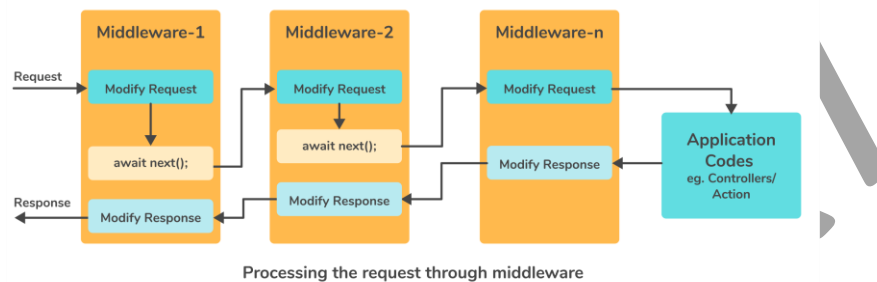 Middleware-1
Middleware-2
Middleware-n
Request
Modify Request
Modify Request
Modify Request
await next();
await next();
Application
Codes
eg. Controllers/
Action
Modify Response
Modify Response
Modify Response
Response
Processing the request through middleware